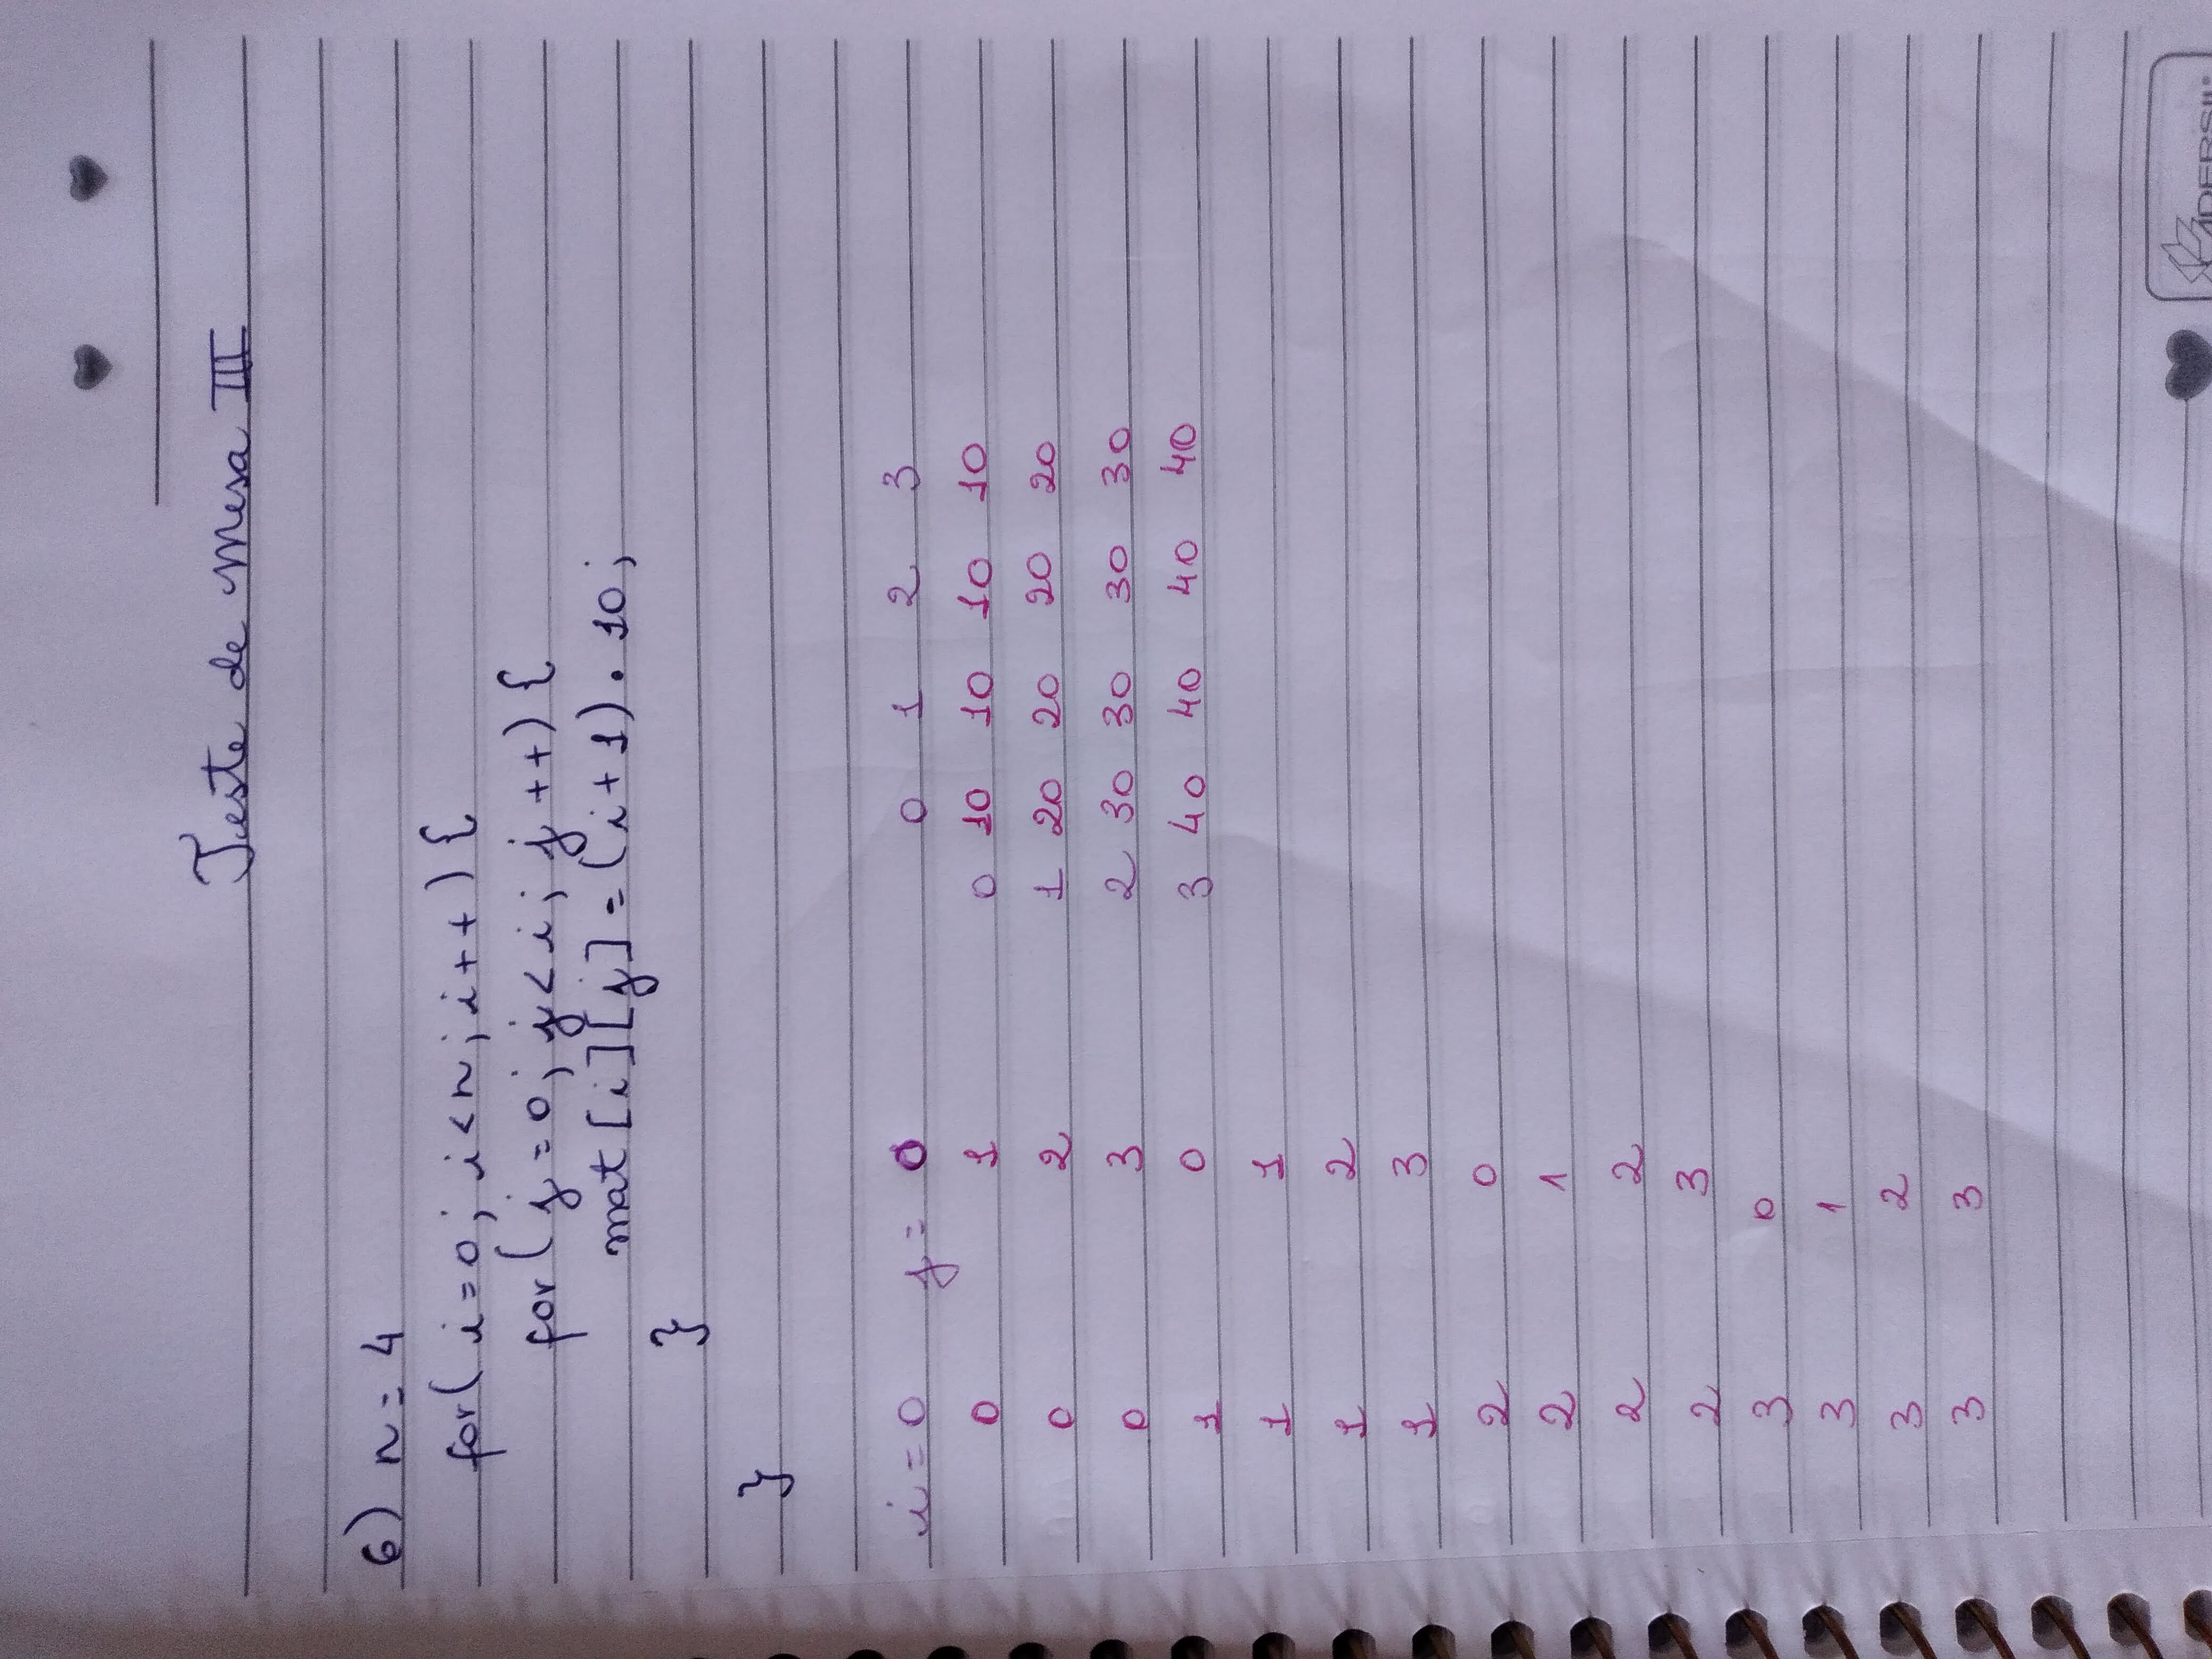 Teste de Mesa III
6) n = 4
for( i=0; i<n; i++ ){
for( j=0; j<i; j++ ){
mat[i][j] = (i+1) • 10;
}
}
i=0 j= 0 0 1 2 3
0 1 0 10 10 10 10
0 2 1 20 20 20 20
0 3 2 30 30 30 30
1 0 3 40 40 40 40
1 1
1 2
1 3
2 0
2 1
2 2
2 3
3 0
3 1
3 2
3 3